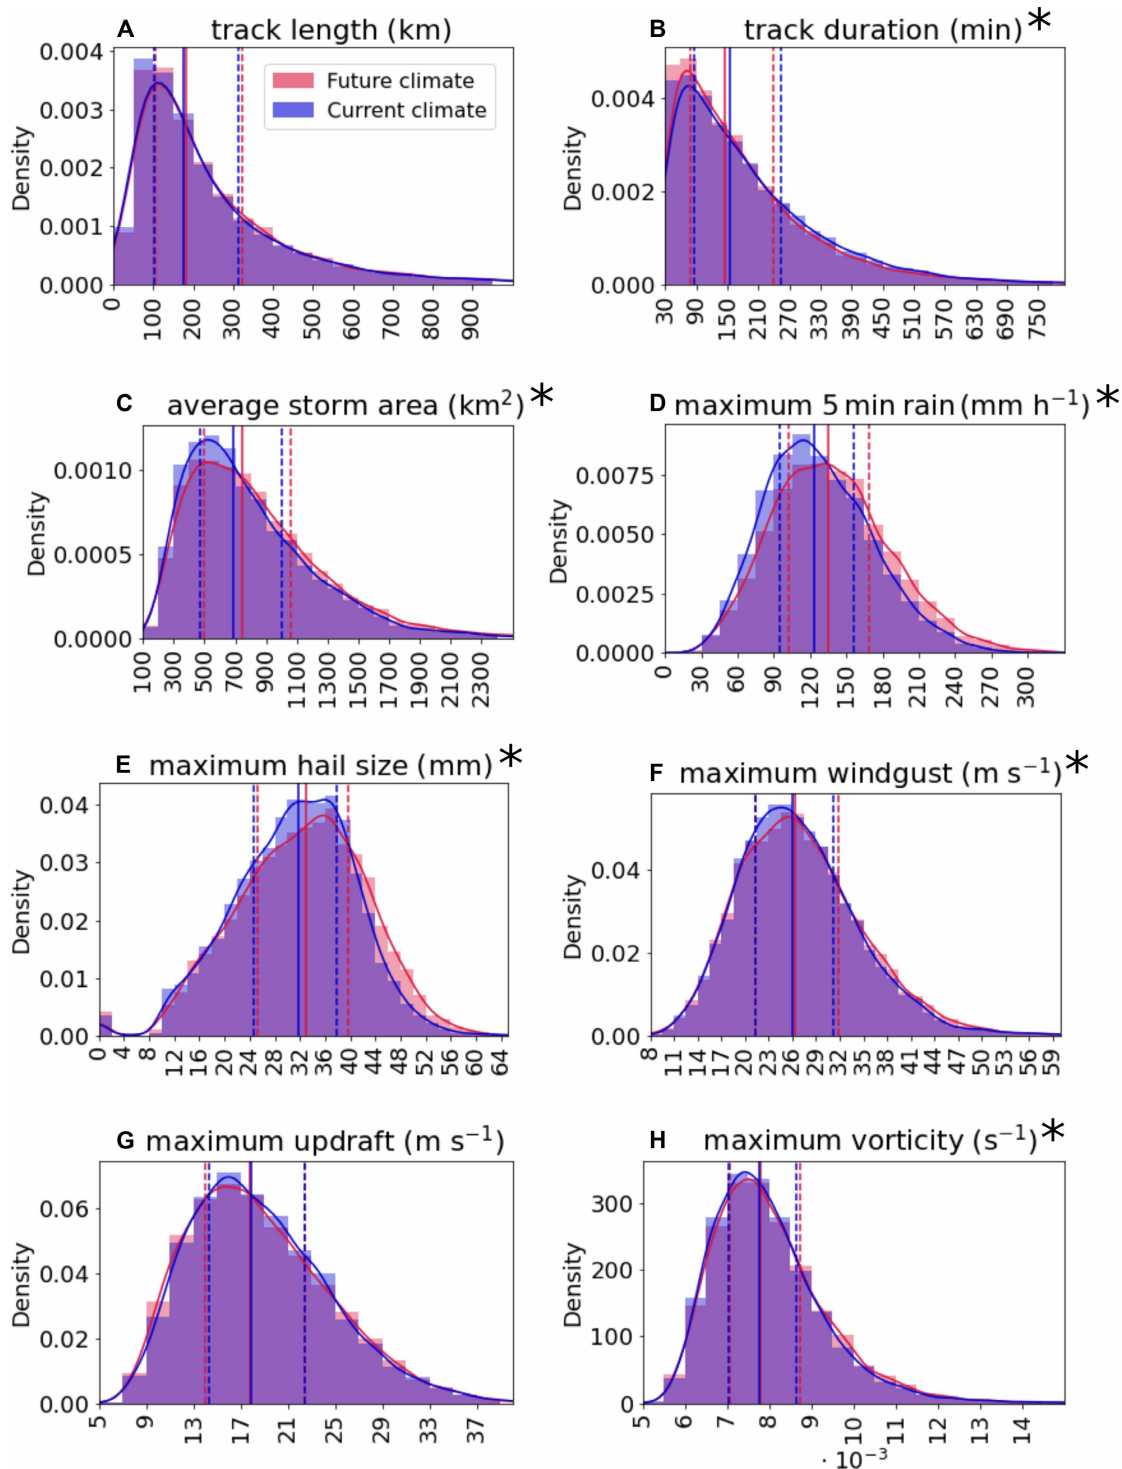 A track length (km)
0.004
0.003
0.002
0.001
0.000
Density
Future climate
Current climate
0 100 200 300 400 500 600 700 800 900
B track duration (min) *
0.004
0.002
0.000
Density
30 90 150 210 270 330 390 450 510 570 630 690 750
C average storm area (km²) *
0.0010
0.0005
0.0000
Density
100 300 500 700 900 1100 1300 1500 1700 1900 2100 2300
D maximum 5 min rain (mm h⁻¹) *
0.0075
0.0050
0.0025
0.0000
Density
0 30 60 90 120 150 180 210 240 270 300
E maximum hail size (mm) *
0.04
0.03
0.02
0.01
0.00
Density
0 4 8 12 16 20 24 28 32 36 40 44 48 52 56 60 64
F maximum windgust (m s⁻¹) *
0.04
0.02
0.00
Density
8 11 14 17 20 23 26 29 32 35 38 41 44 47 50 53 56 59
G maximum updraft (m s⁻¹)
0.06
0.04
0.02
0.00
Density
5 9 13 17 21 25 29 33 37
H maximum vorticity (s⁻¹) *
300
200
100
0
Density
5 6 7 8 9 10 11 12 13 14
· 10⁻³